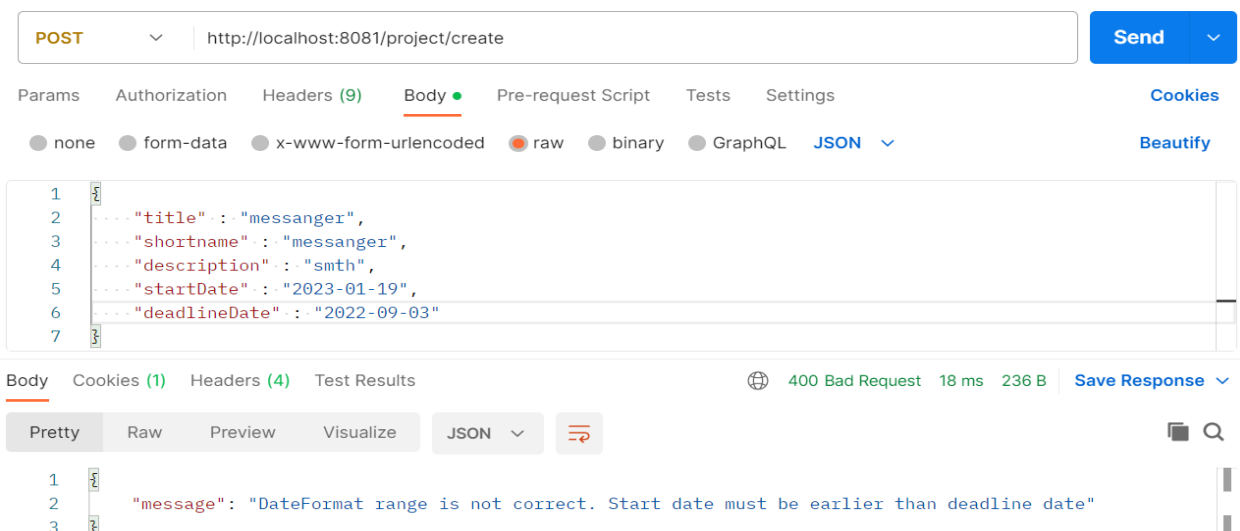 POST http://localhost:8081/project/create Send
Params Authorization Headers (9) Body Pre-request Script Tests Settings Cookies
none form-data x-www-form-urlencoded raw binary GraphQL JSON Beautify
1 {
2 "title" : "messanger",
3 "shortname" : "messanger",
4 "description" : "smth",
5 "startDate" : "2023-01-19",
6 "deadlineDate" : "2022-09-03"
7 }
Body Cookies (1) Headers (4) Test Results 400 Bad Request 18 ms 236 B Save Response
Pretty Raw Preview Visualize JSON
1 {
2 "message": "DateFormat range is not correct. Start date must be earlier than deadline date"
3 }